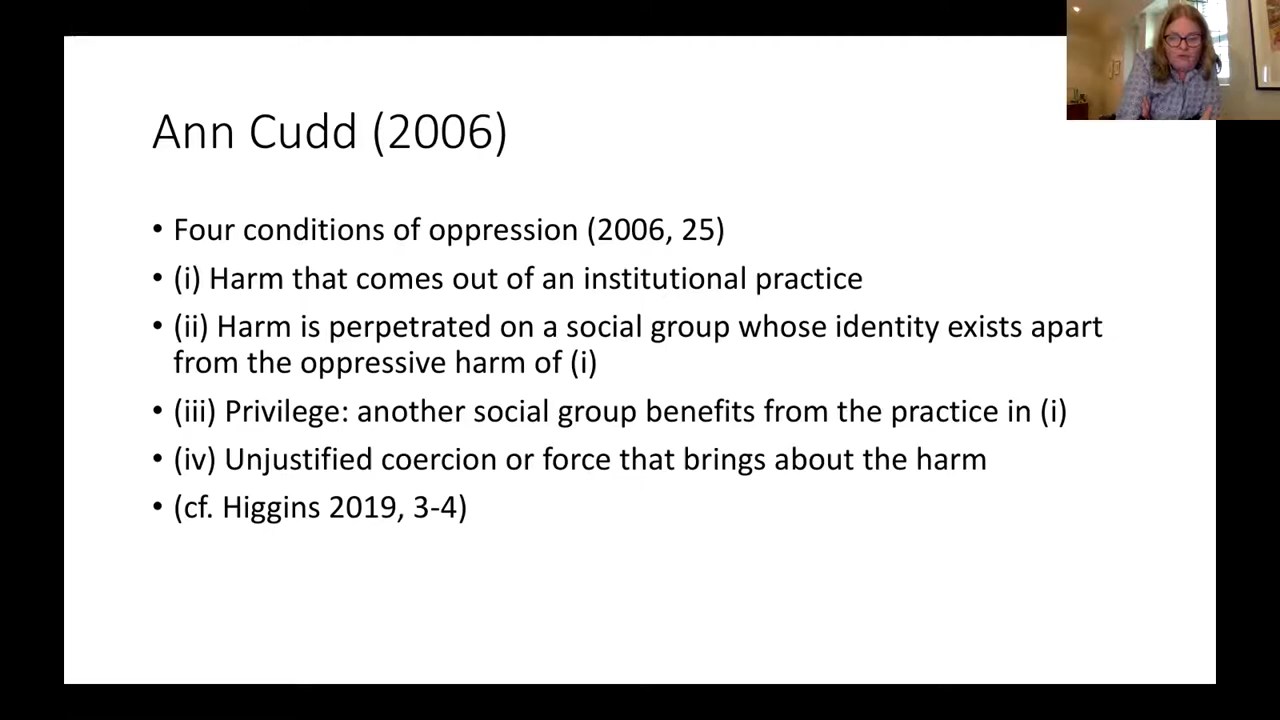 Ann Cudd (2006)
• Four conditions of oppression (2006, 25)
• (i) Harm that comes out of an institutional practice
• (ii) Harm is perpetrated on a social group whose identity exists apart
from the oppressive harm of (i)
• (iii) Privilege: another social group benefits from the practice in (i)
• (iv) Unjustified coercion or force that brings about the harm
• (cf. Higgins 2019, 3-4)